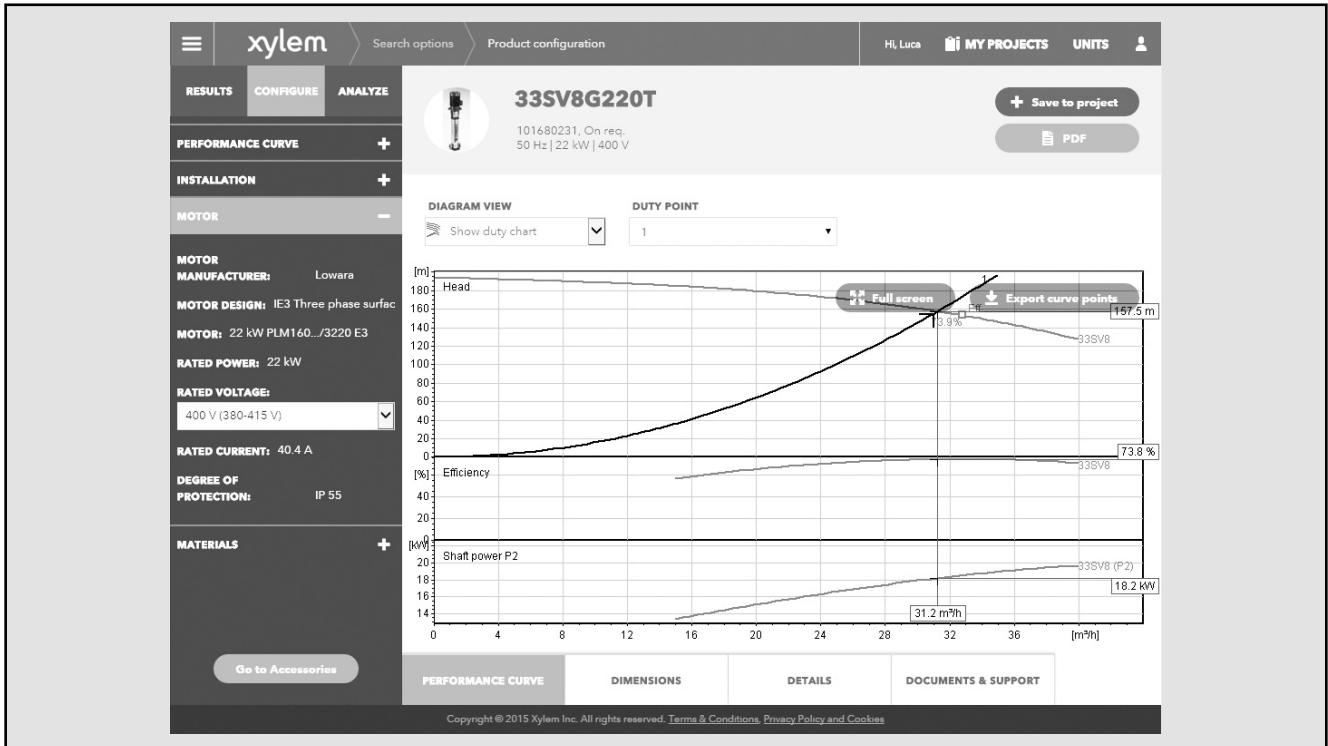 xylem
Search options
Product configuration
Hi, Luca
MY PROJECTS
UNITS
RESULTS
CONFIGURE
ANALYZE
PERFORMANCE CURVE
INSTALLATION
MOTOR
MOTOR
MANUFACTURER: Lowara
MOTOR DESIGN: IE3 Three phase surfac
MOTOR: 22 kW PLM160.../3220 E3
RATED POWER: 22 kW
RATED VOLTAGE:
400 V (380-415 V)
RATED CURRENT: 40.4 A
DEGREE OF
PROTECTION: IP 55
MATERIALS
Go to Accessories
33SV8G220T
101680231, On req.
50 Hz | 22 kW | 400 V
Save to project
PDF
DIAGRAM VIEW
Show duty chart
DUTY POINT
1
[m]
Head
180
160
140
120
100
80
60
40
20
0
1
Full screen
Export curve points
Eff
157.5 m
3.9%
33SV8
73.8 %
[%]
Efficiency
40
20
0
33SV8
[kW]
Shaft power P2
20
18
16
14
33SV8 (P2)
18.2 kW
31.2 m³/h
0 4 8 12 16 20 24 28 32 36 [m³/h]
PERFORMANCE CURVE
DIMENSIONS
DETAILS
DOCUMENTS & SUPPORT
Copyright © 2015 Xylem Inc. All rights reserved. Terms & Conditions, Privacy Policy and Cookies